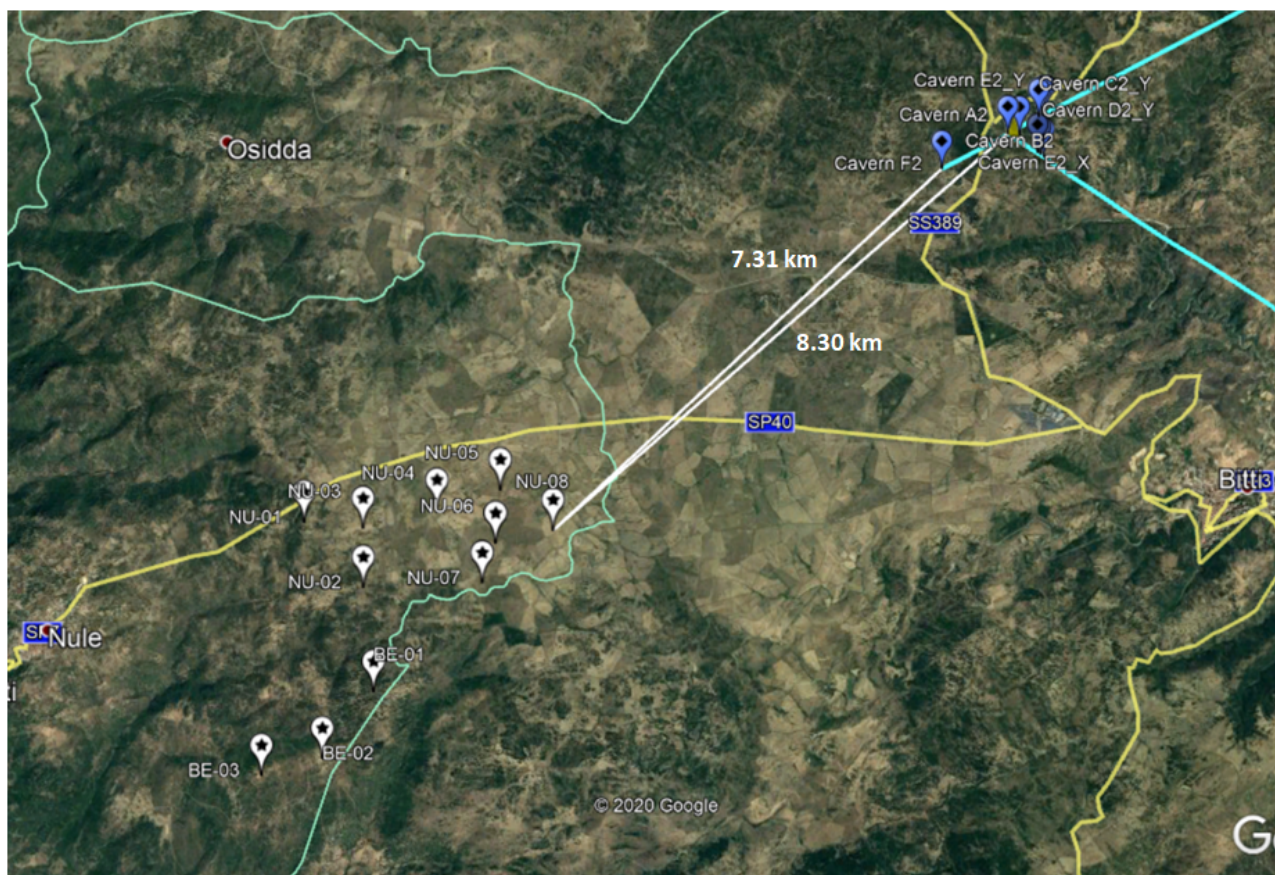 Cavern E2_Y
Cavern C2_Y
Cavern A2
Cavern D2_Y
Cavern B2
Cavern F2
Cavern E2_X
Osidda
SS389
7.31 km
8.30 km
SP40
NU-05
NU-04
NU-03
NU-08
NU-06
NU-01
Bitti
NU-02
NU-07
Nule
BE-01
BE-02
BE-03
© 2020 Google